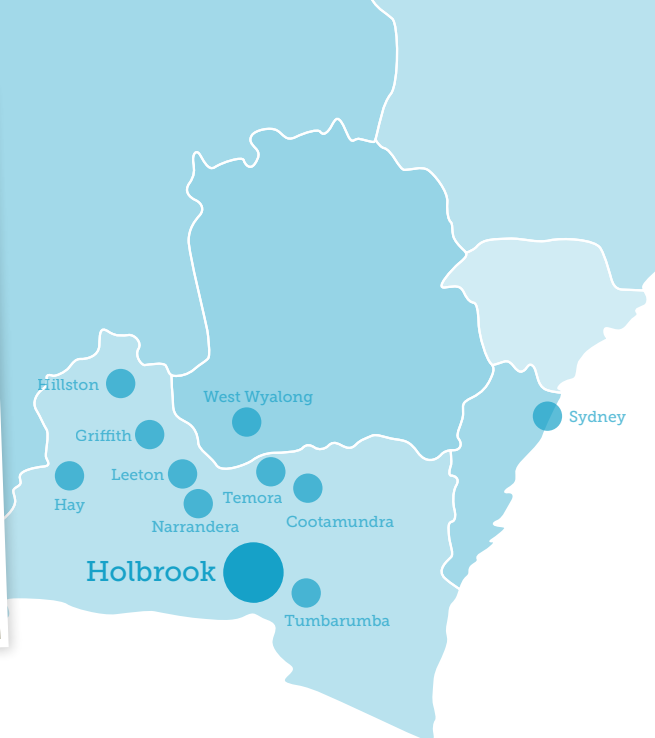 Hillston
West Wyalong
Sydney
Griffith
Leeton
Temora
Hay
Cootamundra
Narrandera
Holbrook
Tumbarumba